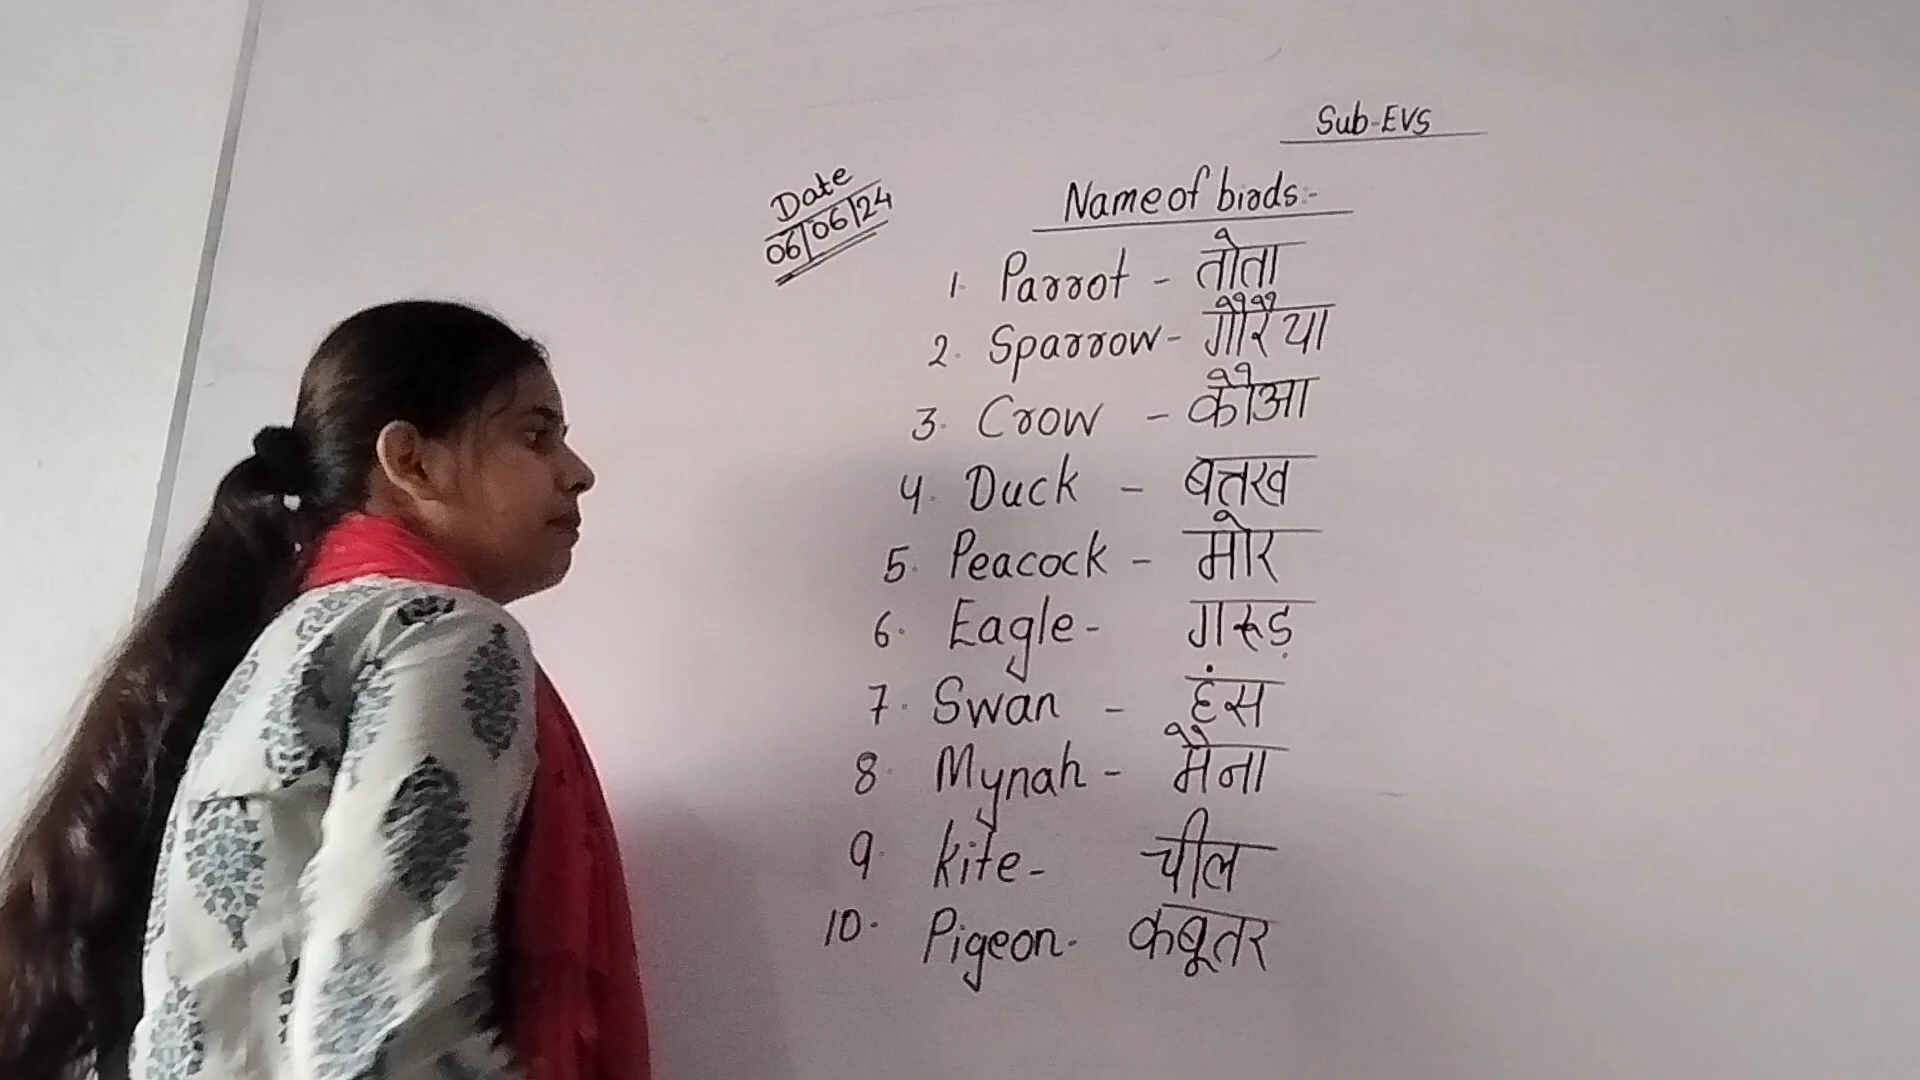 Sub-EVS
Date
06/06/24
Name of birds:-
1. Parrot - तोता
2. Sparrow - गौरैया
3. Crow - कौआ
4. Duck - बत्तख
5. Peacock - मोर
6. Eagle - गरूड़
7. Swan - हंस
8. Mynah - मैना
9. kite - चील
10. Pigeon. कबूतर